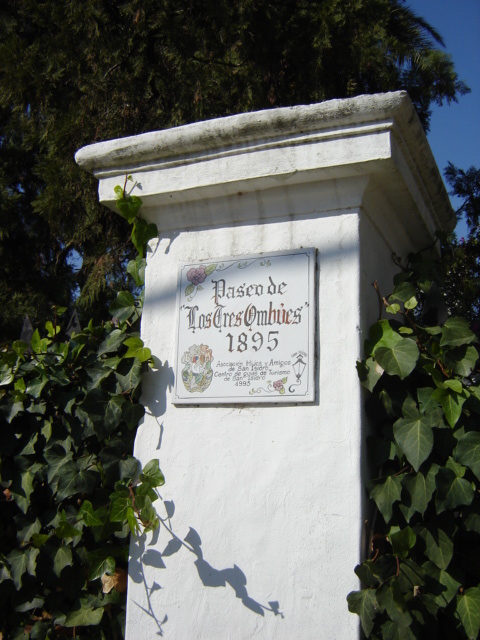 Paseo de
"Los Tres Ombúes"
1895
Asociación Hijos y Amigos
de San Isidro
Centro de Guías de Turismo
de San Isidro
1995